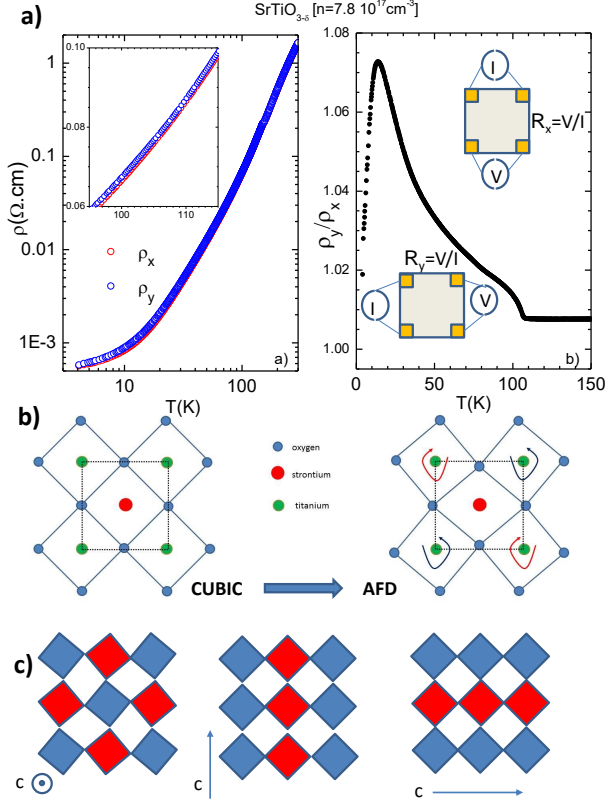 SrTiO3-δ [n=7.8 10^17cm^-3]
a)
ρ(Ω.cm)
1
0.1
0.01
1E-3
0.10
0.08
0.06
100
110
ρx
ρy
10
100
T(K)
a)
ρy/ρx
1.08
1.06
1.04
1.02
1.00
I
Rx=V/I
V
Ry=V/I
I
V
0
50
100
150
T(K)
b)
b)
oxygen
strontium
titanium
CUBIC
AFD
c)
c
c
c